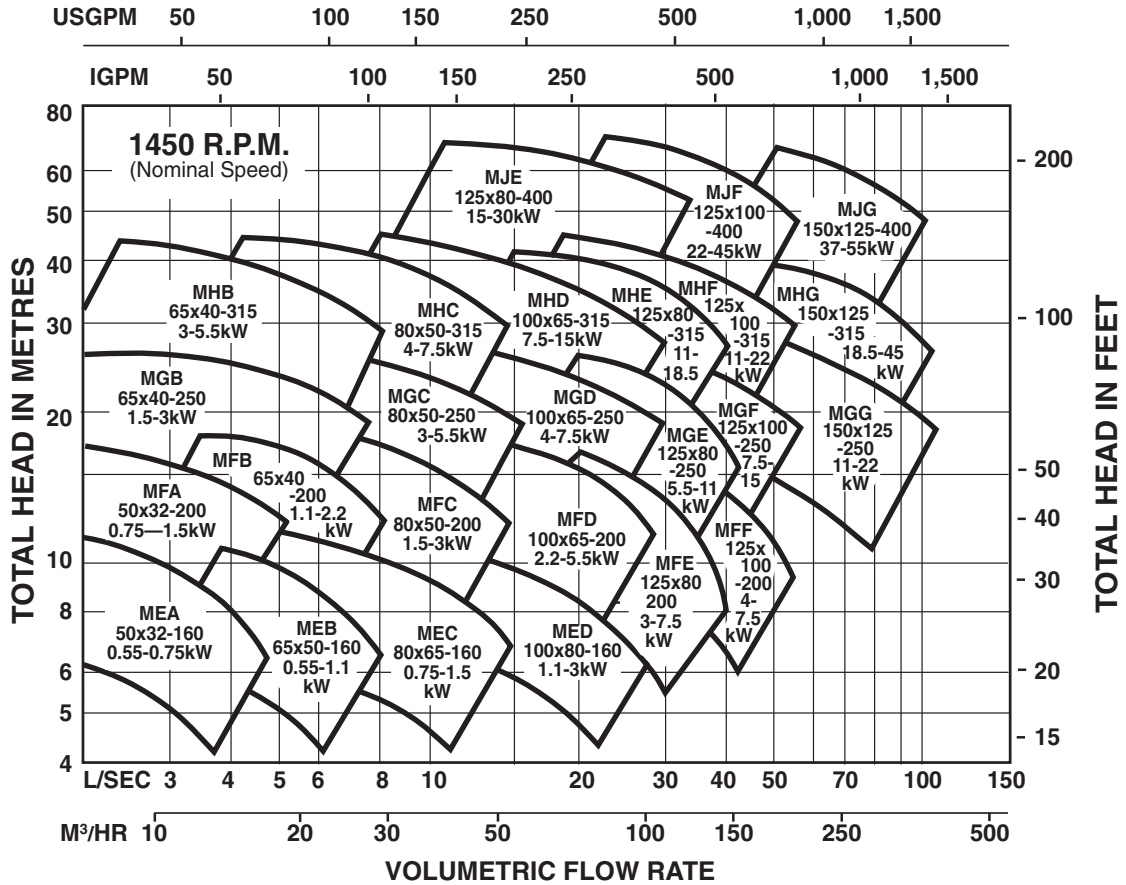 USGPM 50 100 150 250 500 1,000 1,500
IGPM 50 100 150 250 500 1,000 1,500
1450 R.P.M.
(Nominal Speed)
TOTAL HEAD IN METRES
80
60
50
40
30
20
10
8
6
5
4
TOTAL HEAD IN FEET
200
100
50
40
30
20
15
MJE
125x80-400
15-30kW
MJF
125x100
-400
22-45kW
MJG
150x125-400
37-55kW
MHB
65x40-315
3-5.5kW
MHC
80x50-315
4-7.5kW
MHD
100x65-315
7.5-15kW
MHE
125x80
-315
11-
18.5
MHF
125x
100
-315
11-22
kW
MHG
150x125
-315
18.5-45
kW
MGB
65x40-250
1.5-3kW
MGC
80x50-250
3-5.5kW
MGD
100x65-250
4-7.5kW
MGE
125x80
-250
5.5-11
kW
MGF
125x100
-250
7.5-
15
MGG
150x125
-250
11-22
kW
MFA
50x32-200
0.75—1.5kW
MFB
65x40
-200
1.1-2.2
kW
MFC
80x50-200
1.5-3kW
MFD
100x65-200
2.2-5.5kW
MFE
125x80
200
3-7.5
kW
MFF
125x
100
-200
4-
7.5
kW
MEA
50x32-160
0.55-0.75kW
MEB
65x50-160
0.55-1.1
kW
MEC
80x65-160
0.75-1.5
kW
MED
100x80-160
1.1-3kW
L/SEC 3 4 5 6 8 10 20 30 40 50 70 100 150
M³/HR 10 20 30 50 100 150 250 500
VOLUMETRIC FLOW RATE